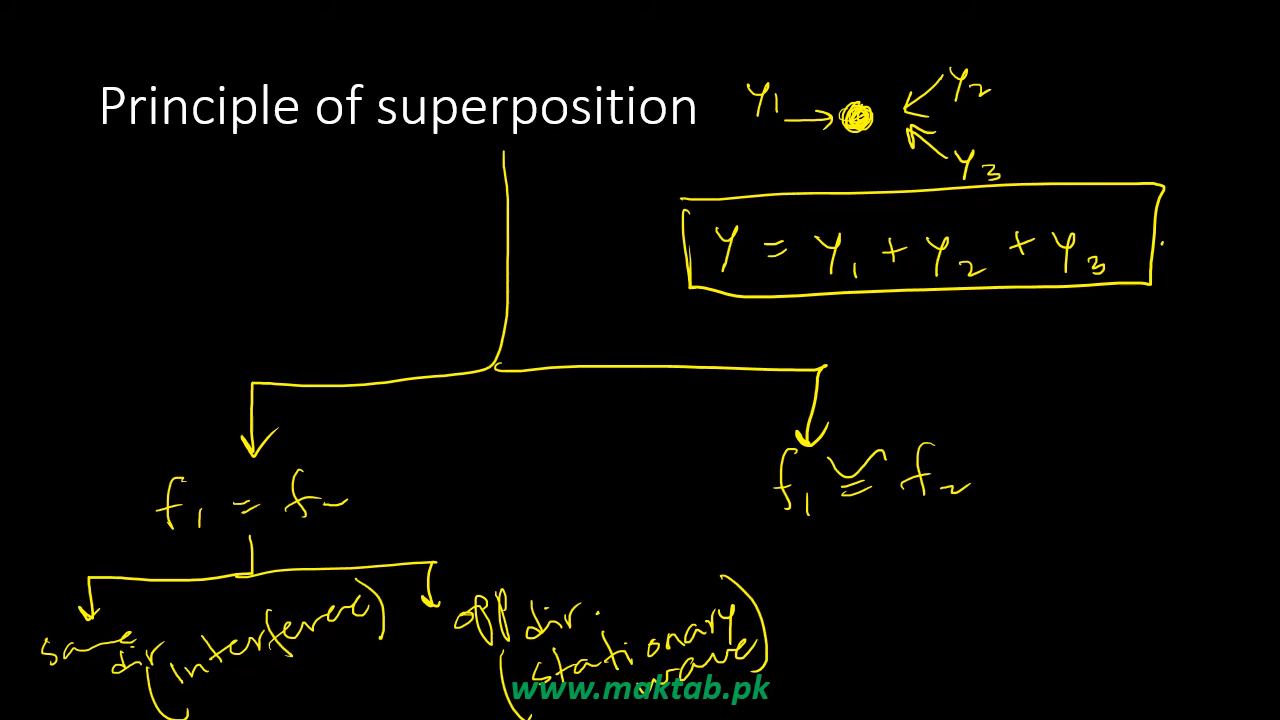 Principle of superposition
y1
y2
y3
y = y1 + y2 + y3
f1 = f2
f1 ≅ f2
same dir (interference)
opp dir. (stationary wave)
www.maktab.pk